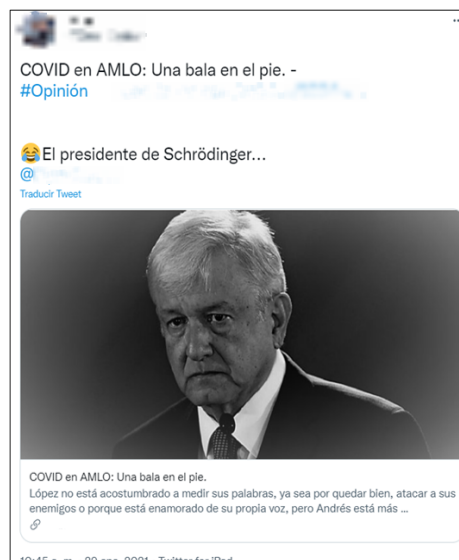 COVID en AMLO: Una bala en el pie. -
#Opinión
😂El presidente de Schrödinger...
@
Traducir Tweet
COVID en AMLO: Una bala en el pie.
López no está acostumbrado a medir sus palabras, ya sea por quedar bien, atacar a sus
enemigos o porque está enamorado de su propia voz, pero Andrés está más ...